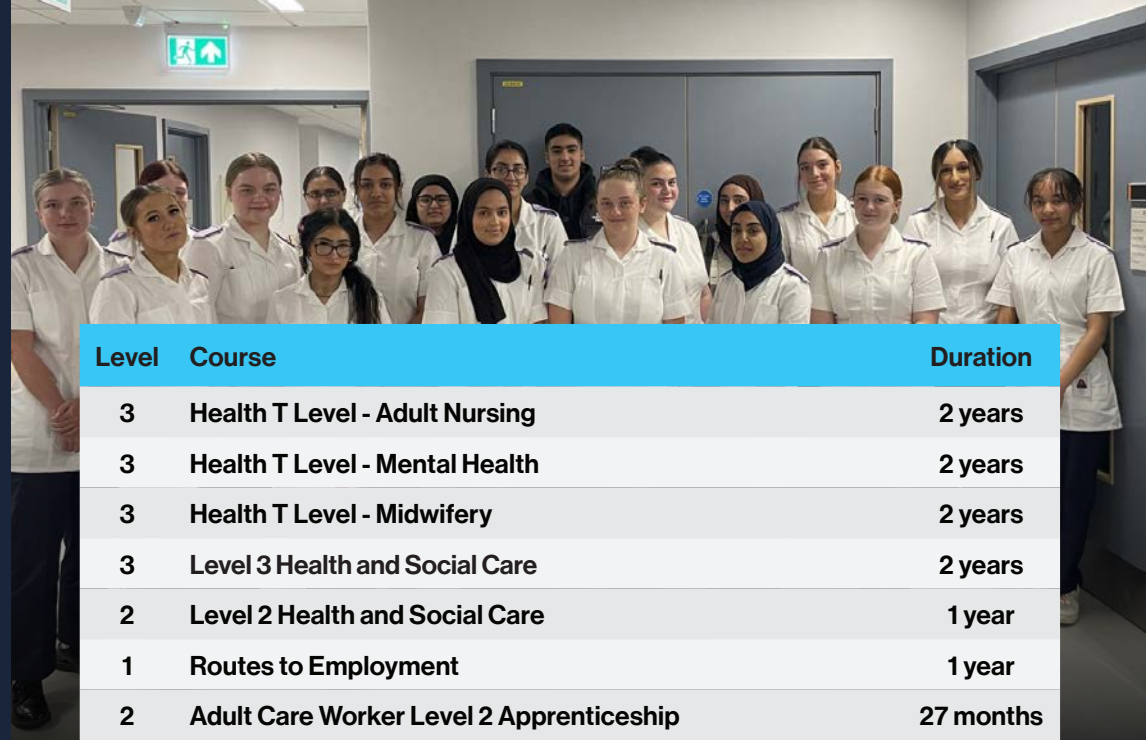 Level Course Duration
3 Health T Level - Adult Nursing 2 years
3 Health T Level - Mental Health 2 years
3 Health T Level - Midwifery 2 years
3 Level 3 Health and Social Care 2 years
2 Level 2 Health and Social Care 1 year
1 Routes to Employment 1 year
2 Adult Care Worker Level 2 Apprenticeship 27 months